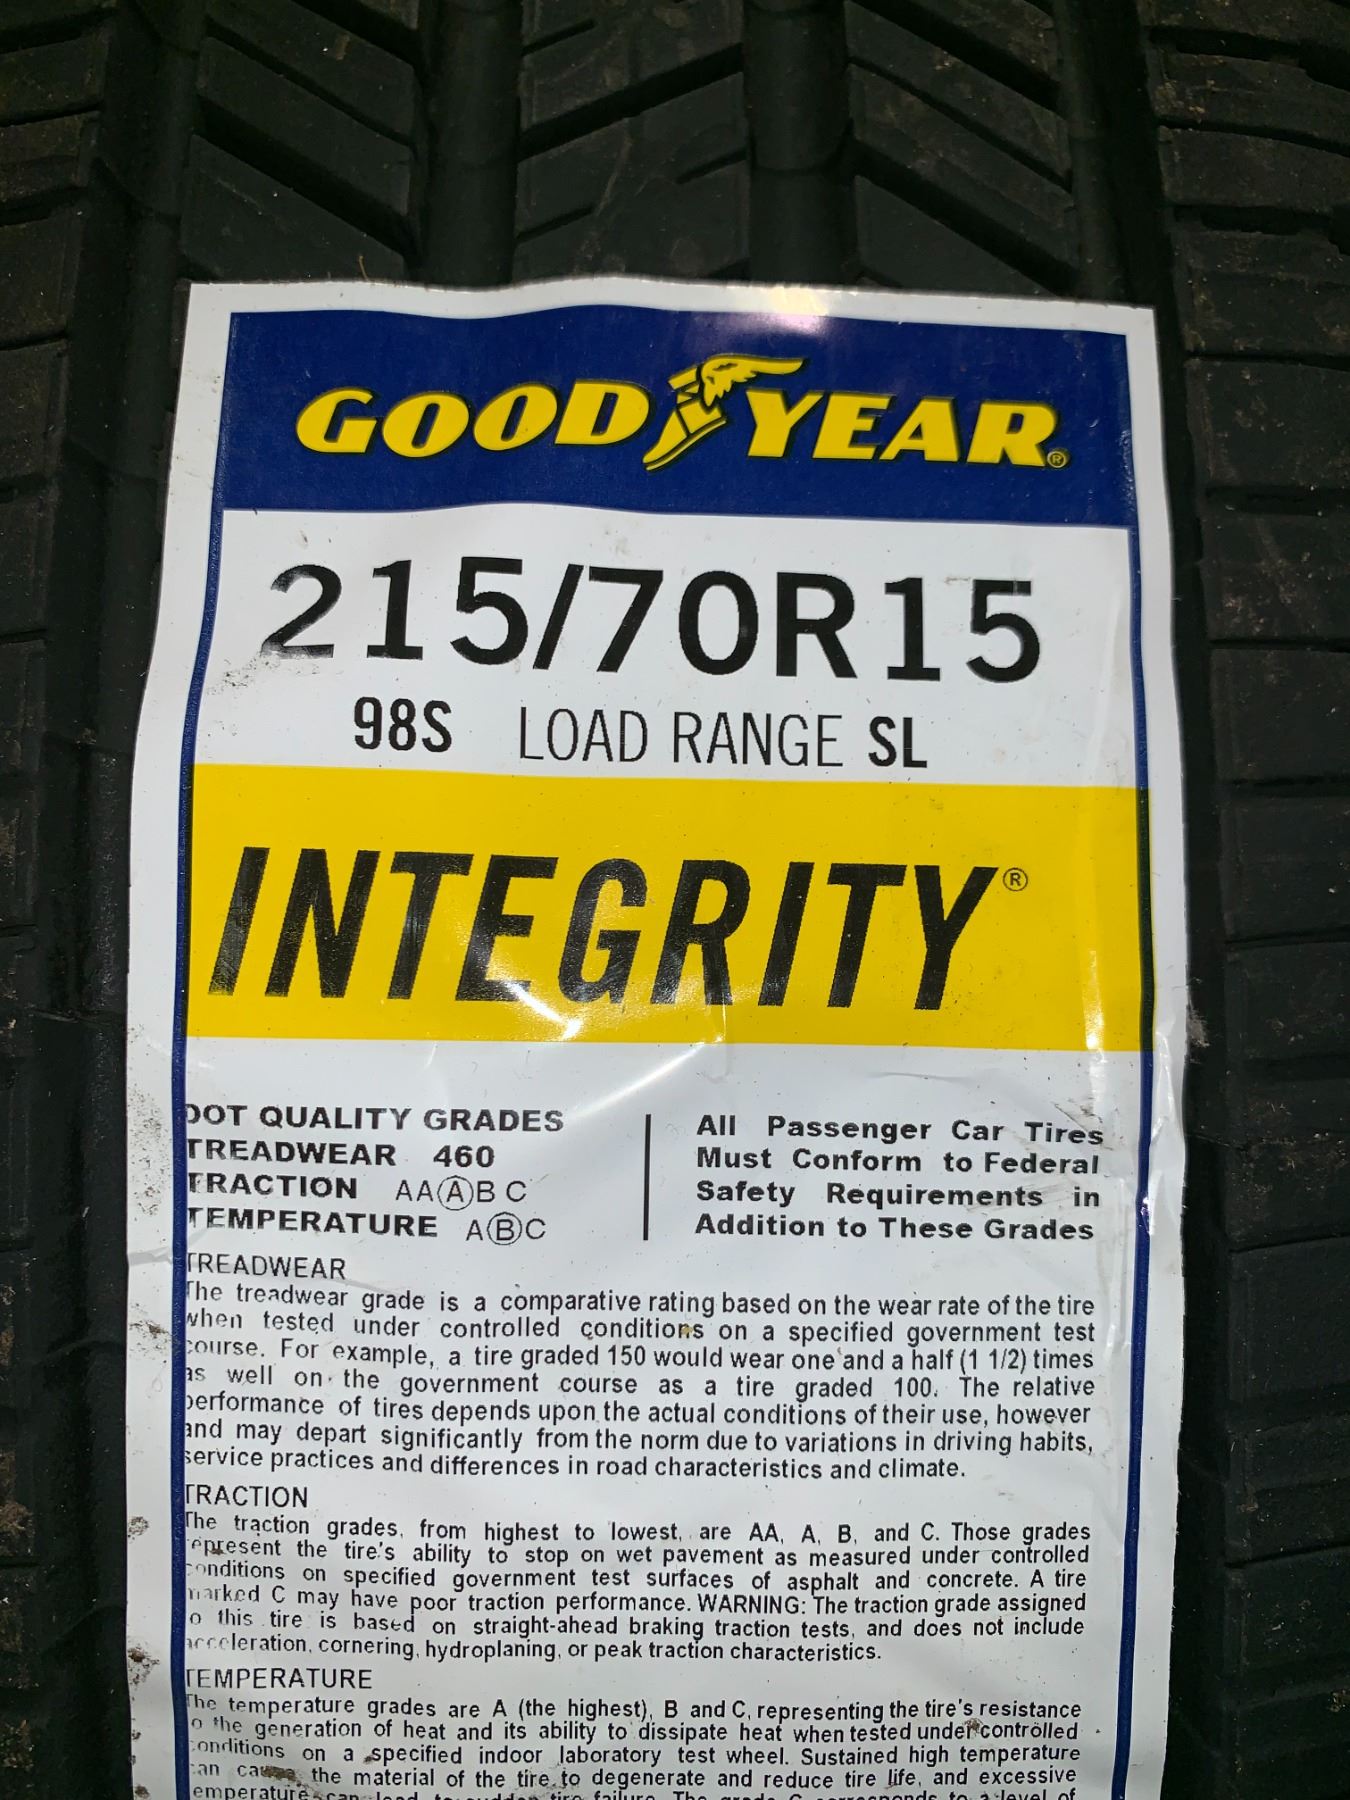 GOODYEAR®
215/70R15
98S LOAD RANGE SL
INTEGRITY®
DOT QUALITY GRADES
TREADWEAR 460
TRACTION AA(A)B C
TEMPERATURE A(B)C
All Passenger Car Tires
Must Conform to Federal
Safety Requirements in
Addition to These Grades
TREADWEAR
The treadwear grade is a comparative rating based on the wear rate of the tire
when tested under controlled conditions on a specified government test
course. For example, a tire graded 150 would wear one and a half (1 1/2) times
as well on the government course as a tire graded 100. The relative
performance of tires depends upon the actual conditions of their use, however
and may depart significantly from the norm due to variations in driving habits,
service practices and differences in road characteristics and climate.
TRACTION
The traction grades, from highest to lowest, are AA, A, B, and C. Those grades
represent the tire's ability to stop on wet pavement as measured under controlled
conditions on specified government test surfaces of asphalt and concrete. A tire
marked C may have poor traction performance. WARNING: The traction grade assigned
o this tire is based on straight-ahead braking traction tests, and does not include
acceleration, cornering, hydroplaning, or peak traction characteristics.
TEMPERATURE
The temperature grades are A (the highest), B and C, representing the tire's resistance
o the generation of heat and its ability to dissipate heat when tested under controlled
conditions on a specified indoor laboratory test wheel. Sustained high temperature
can cause the material of the tire to degenerate and reduce tire life, and excessive
temperature can lead to sudden tire failure. The grade C corresponds to a level of